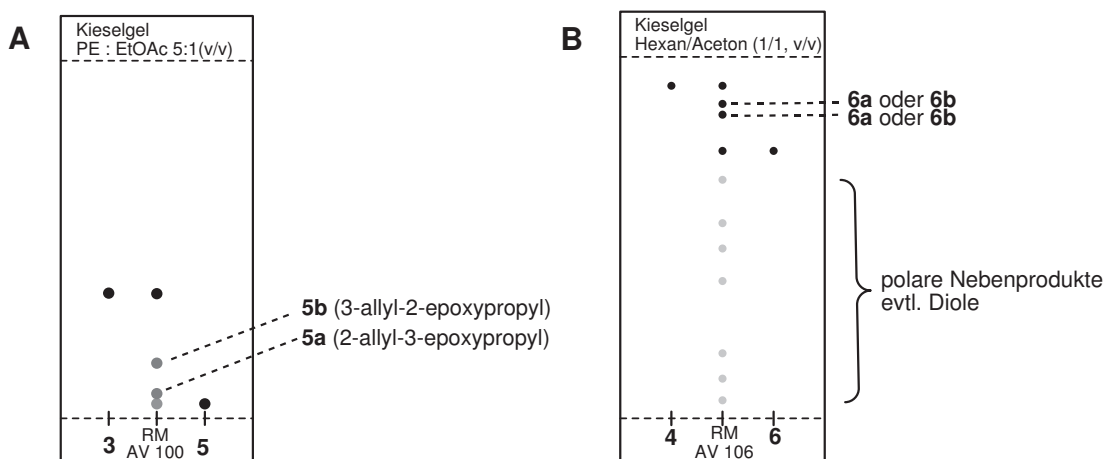 A
Kieselgel
PE : EtOAc 5:1(v/v)
5b (3-allyl-2-epoxypropyl)
5a (2-allyl-3-epoxypropyl)
3
RM
AV 100
5
B
Kieselgel
Hexan/Aceton (1/1, v/v)
6a oder 6b
6a oder 6b
polare Nebenprodukte
evtl. Diole
4
RM
AV 106
6